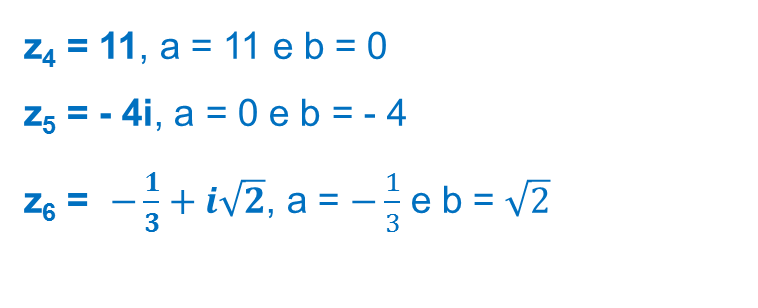 z₄ = 11, a = 11 e b = 0
z₅ = - 4i, a = 0 e b = - 4
z₆ = −1/3 + i√2, a = −1/3 e b = √2